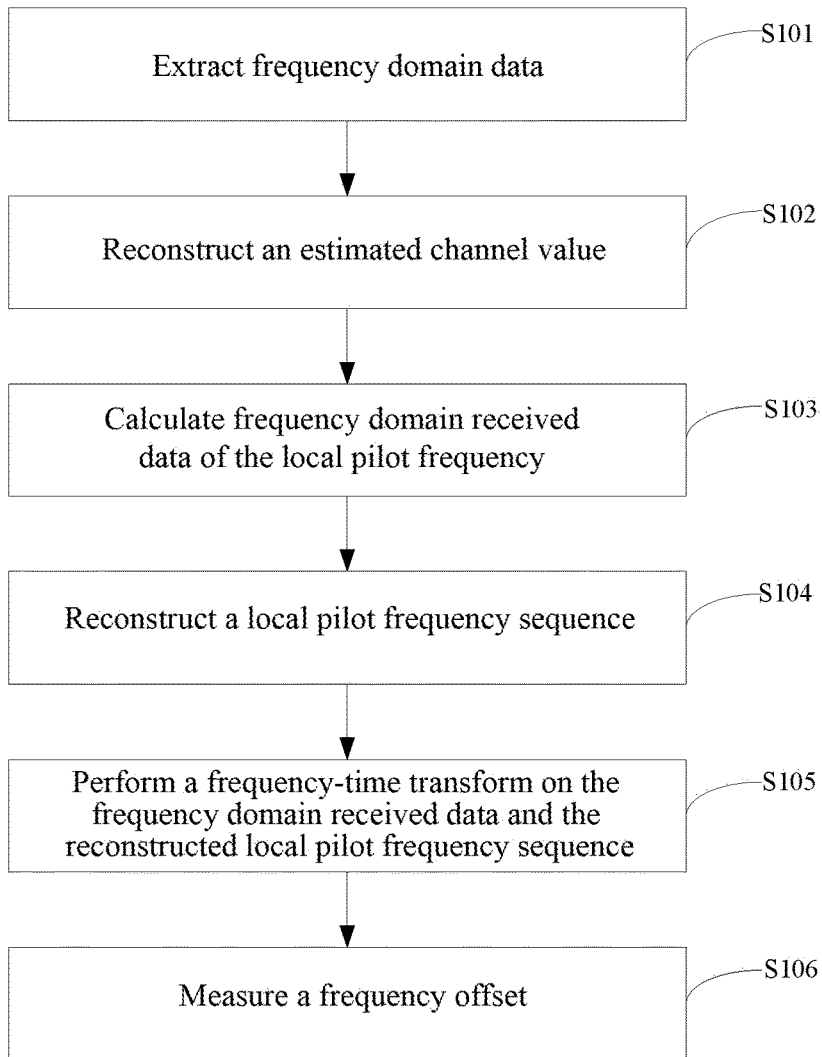 S101
Extract frequency domain data
S102
Reconstruct an estimated channel value
S103
Calculate frequency domain received
data of the local pilot frequency
S104
Reconstruct a local pilot frequency sequence
S105
Perform a frequency-time transform on the
frequency domain received data and the
reconstructed local pilot frequency sequence
S106
Measure a frequency offset